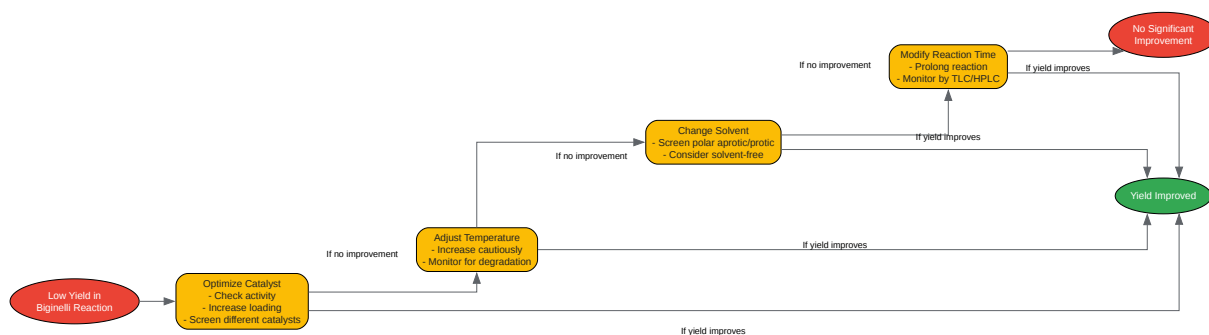 No Significant
Improvement
Modify Reaction Time
- Prolong reaction
- Monitor by TLC/HPLC
If no improvement
If yield improves
Change Solvent
- Screen polar aprotic/protic
- Consider solvent-free
If no improvement
If yield improves
Yield Improved
Adjust Temperature
- Increase cautiously
- Monitor for degradation
If no improvement
If yield improves
Low Yield in
Biginelli Reaction
Optimize Catalyst
- Check activity
- Increase loading
- Screen different catalysts
If yield improves